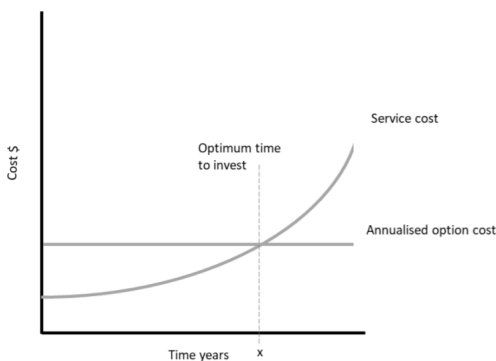 Service cost
Optimum time
to invest
Cost $
Annualised option cost
Time years
x